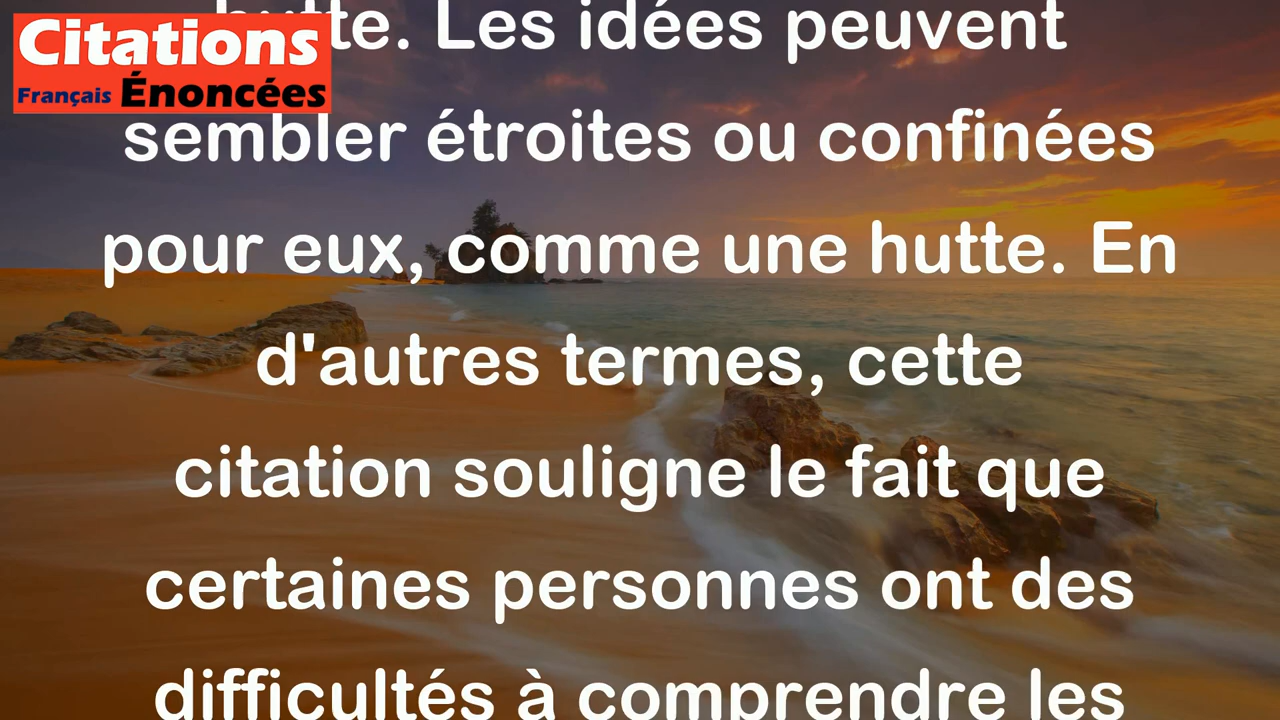 Citations
Français Énoncées
hutte. Les idées peuvent
sembler étroites ou confinées
pour eux, comme une hutte. En
d'autres termes, cette
citation souligne le fait que
certaines personnes ont des
difficultés à comprendre les